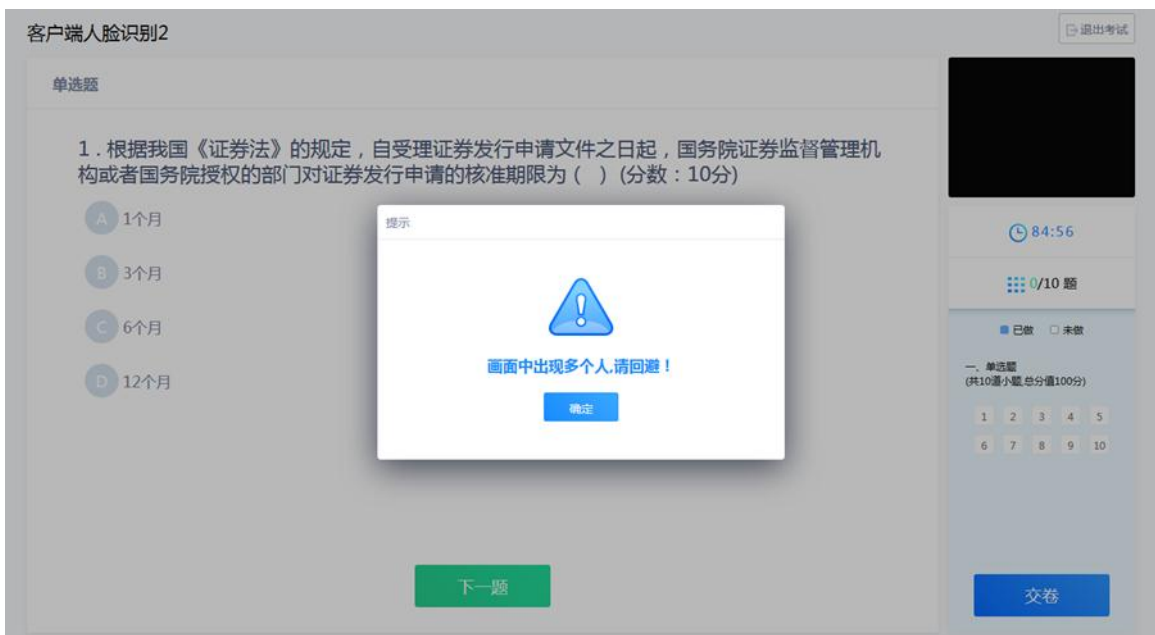 客户端人脸识别2
退出考试
单选题
1.根据我国《证券法》的规定，自受理证券发行申请文件之日起，国务院证券监督管理机
构或者国务院授权的部门对证券发行申请的核准期限为（ ）(分数：10分)
A 1个月
B 3个月
C 6个月
D 12个月
提示
画面中出现多个人,请回避！
确定
下一题
84:56
0/10 题
已做 未做
一、单选题
(共10道小题,总分值100分)
1 2 3 4 5
6 7 8 9 10
交卷